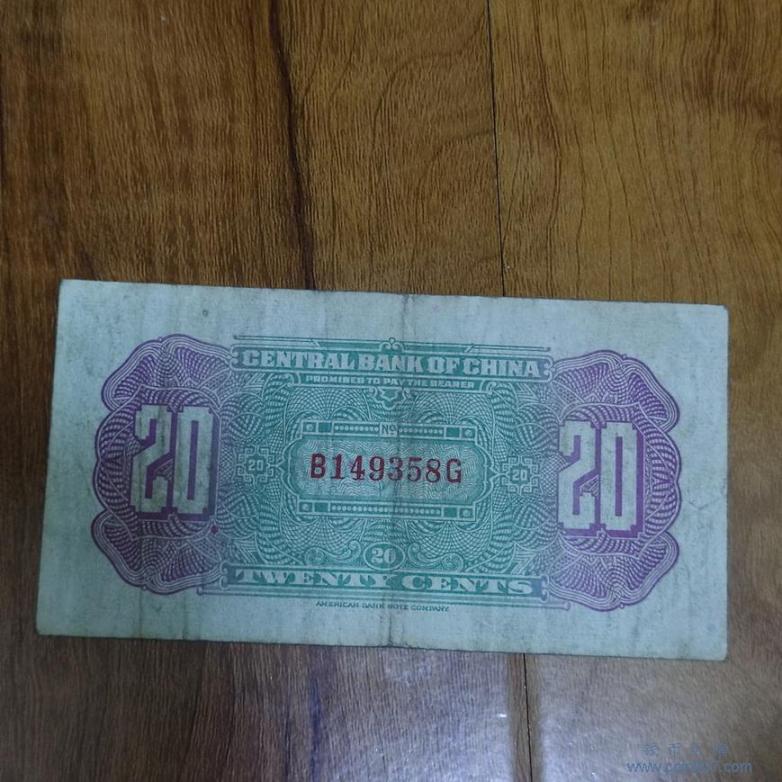 CENTRAL BANK OF CHINA
PROMISES TO PAY THE BEARER
20
20
No
20
B149358G
20
20
TWENTY CENTS
AMERICAN BANK NOTE COMPANY